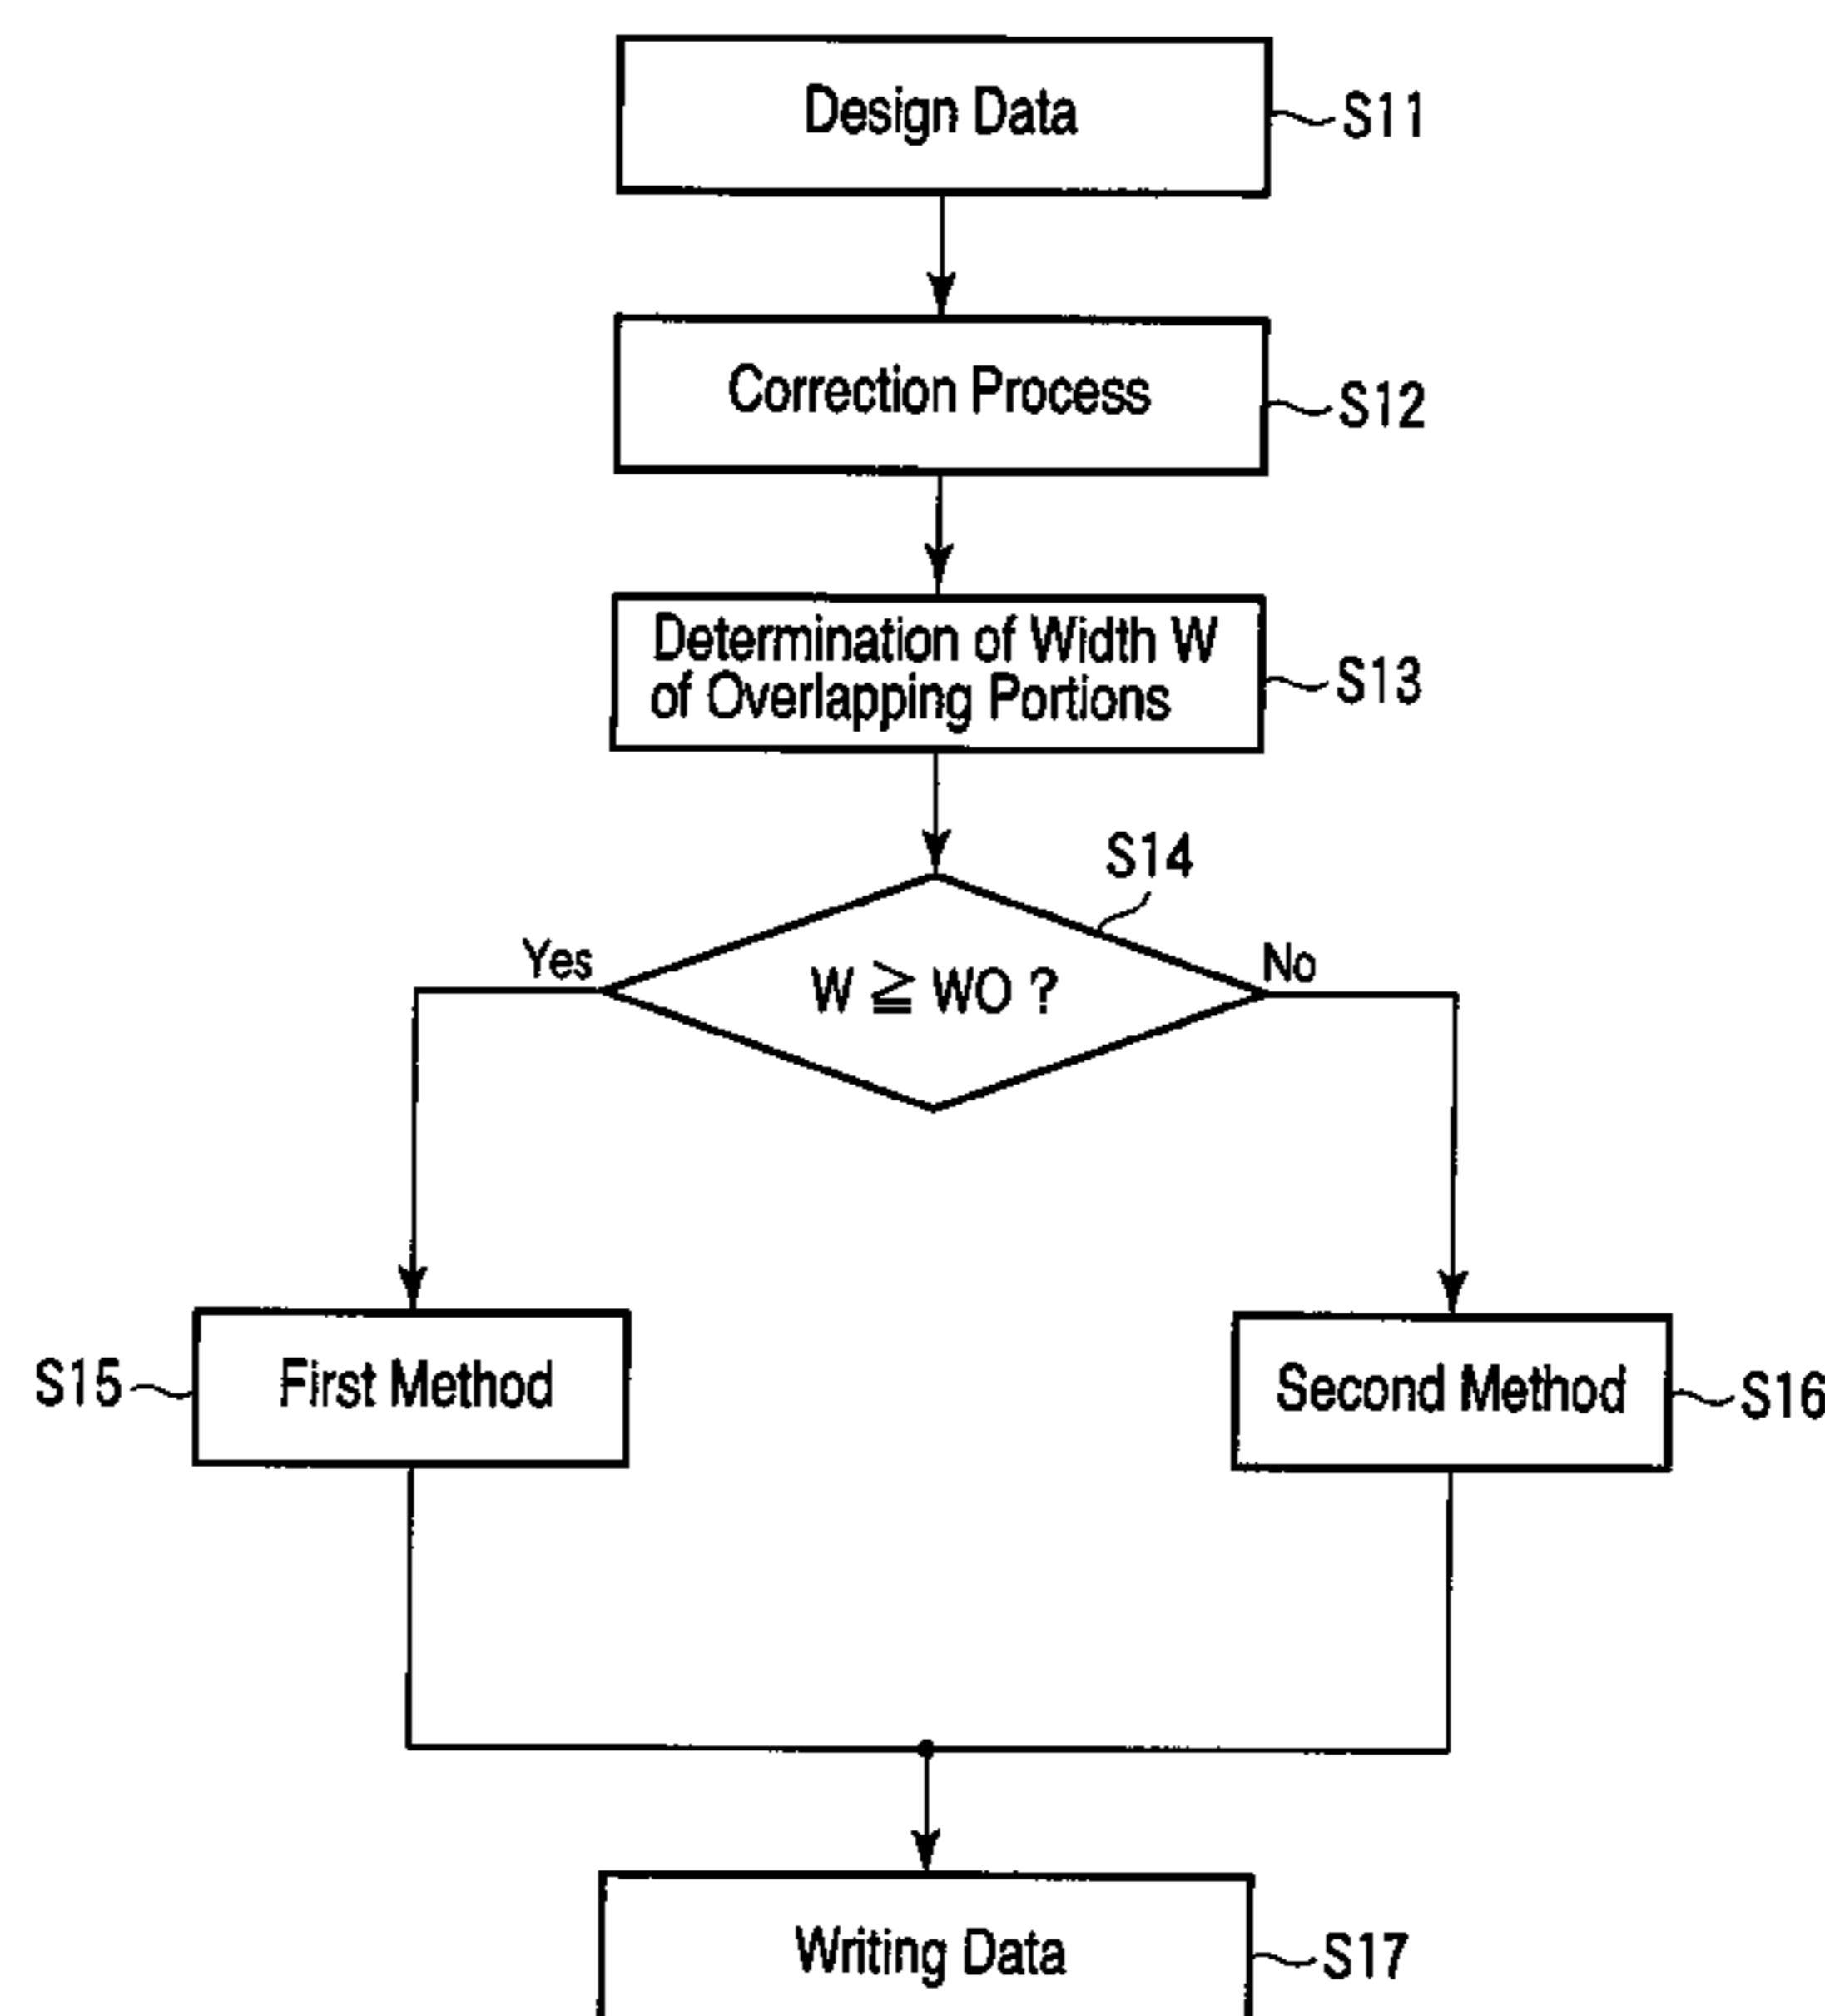 Design Data
S11
Correction Process
S12
Determination of Width W
of Overlapping Portions
S13
S14
Yes
W ≧ WO ?
No
S15
First Method
Second Method
S16
Writing Data
S17